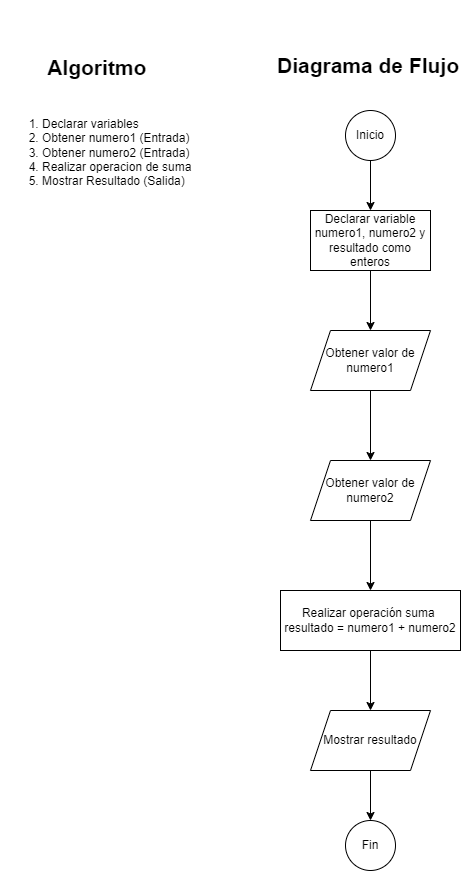 Algoritmo
1. Declarar variables
2. Obtener numero1 (Entrada)
3. Obtener numero2 (Entrada)
4. Realizar operacion de suma
5. Mostrar Resultado (Salida)
Diagrama de Flujo
Inicio
Declarar variable
numero1, numero2 y
resultado como
enteros
Obtener valor de
numero1
Obtener valor de
numero2
Realizar operación suma
resultado = numero1 + numero2
Mostrar resultado
Fin